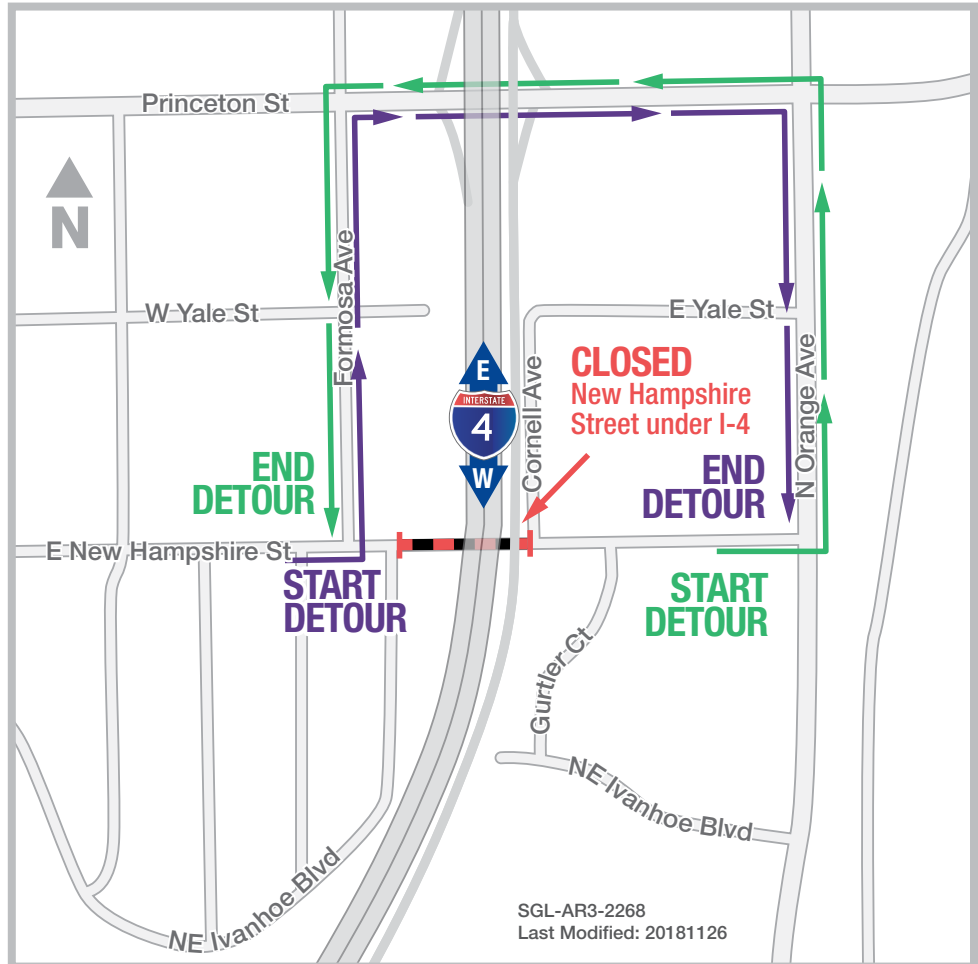 Princeton St
N
W Yale St
Formosa Ave
E Yale St
E
INTERSTATE
4
W
Cornell Ave
CLOSED
New Hampshire
Street under I-4
N Orange Ave
END
DETOUR
END
DETOUR
E New Hampshire St
START
DETOUR
START
DETOUR
Gurtler Ct
NE Ivanhoe Blvd
NE Ivanhoe Blvd
SGL-AR3-2268
Last Modified: 20181126